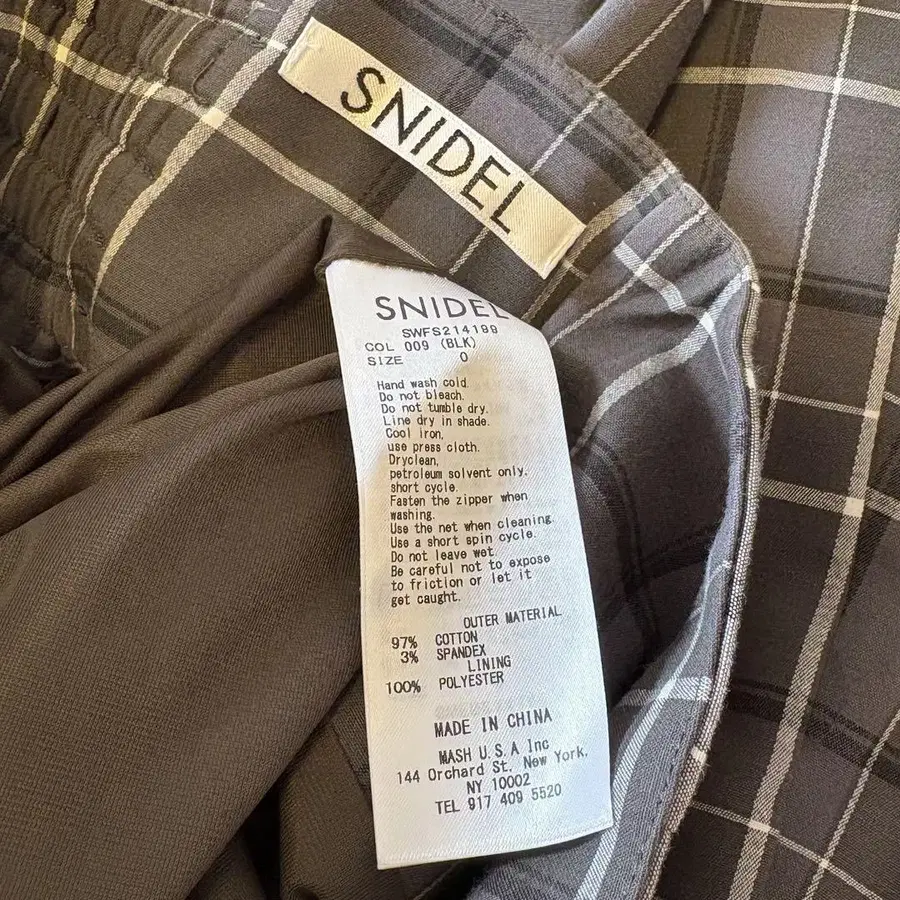 SNIDEL
SNIDEL
SWFS214199
COL 009 (BLK)
SIZE 0
Hand wash cold
Do not bleach.
Do not tumble dry.
Line dry in shade.
Cool iron,
use press cloth.
Dryclean,
petroleum solvent only,
short cycle.
Fasten the zipper when
washing.
Use the net when cleaning
Use a short spin cycle.
Do not leave wet.
Be careful not to expose
to friction or let it
get caught.
OUTER MATERIAL
97% COTTON
3% SPANDEX
LINING
100% POLYESTER
MADE IN CHINA
MASH U.S.A Inc
144 Orchard St. New York,
NY 10002
TEL 917 409 5520